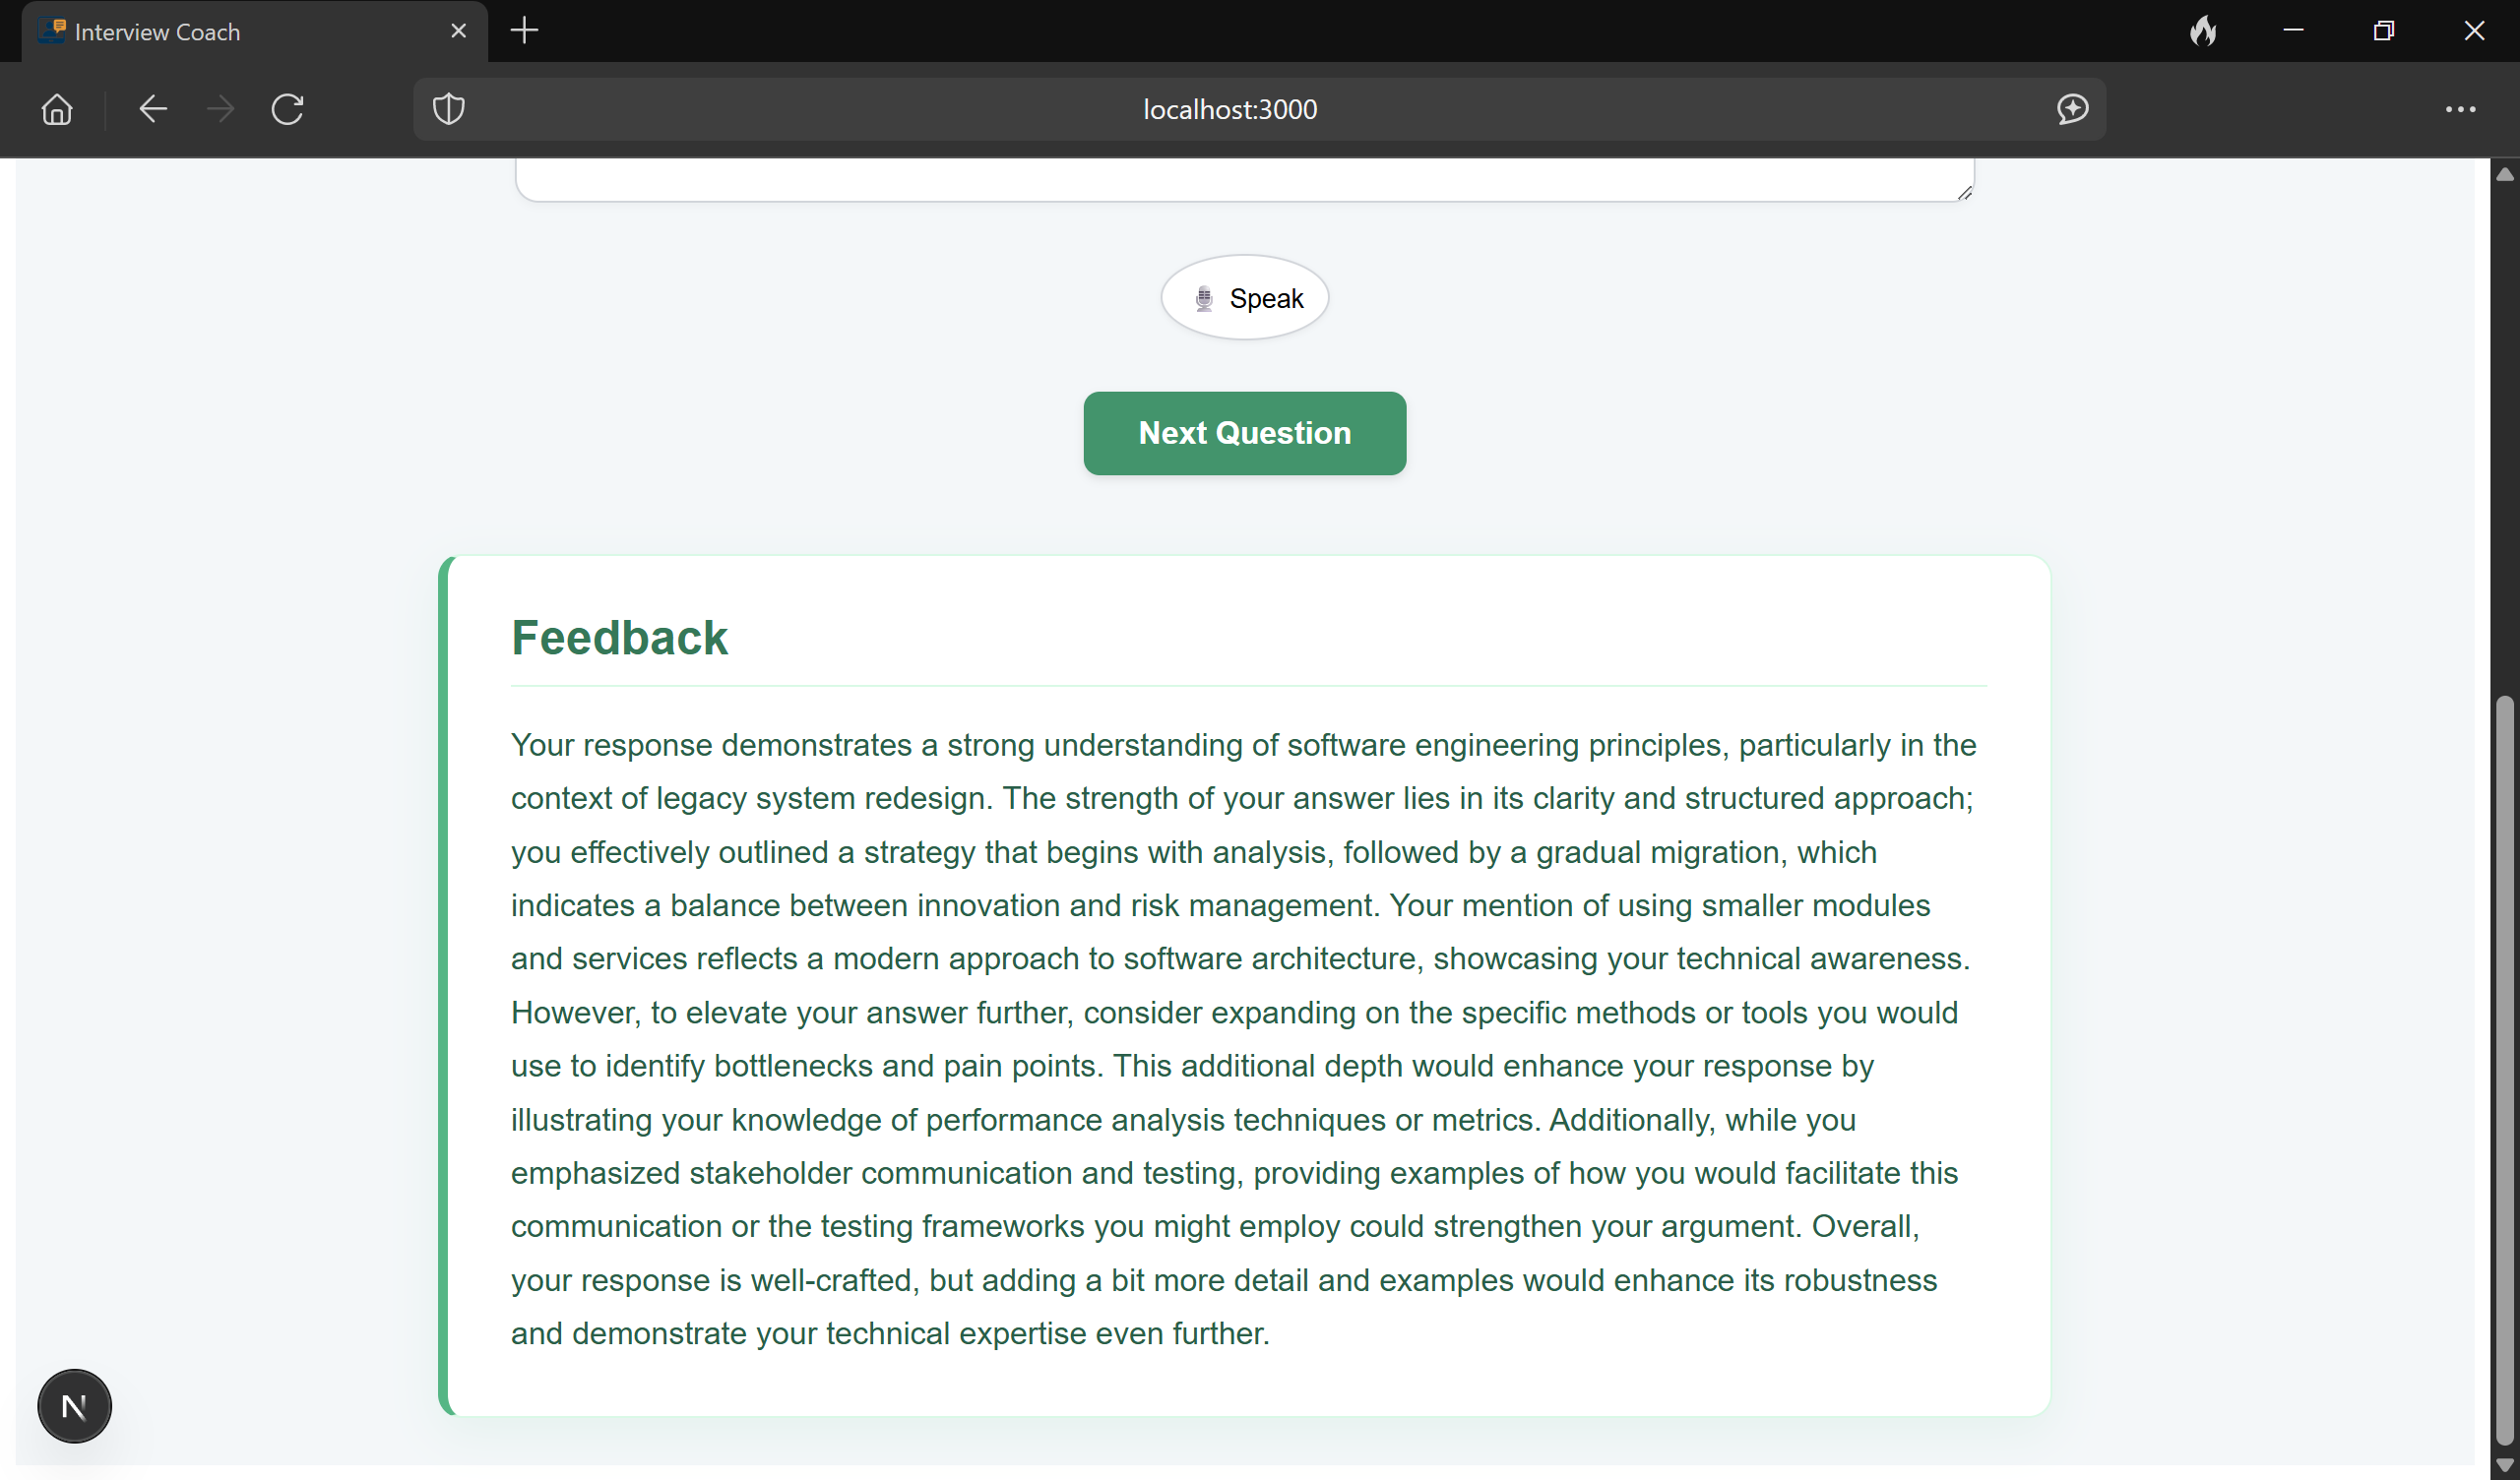 Interview Coach
localhost:3000
Speak
Next Question
Feedback
Your response demonstrates a strong understanding of software engineering principles, particularly in the
context of legacy system redesign. The strength of your answer lies in its clarity and structured approach;
you effectively outlined a strategy that begins with analysis, followed by a gradual migration, which
indicates a balance between innovation and risk management. Your mention of using smaller modules
and services reflects a modern approach to software architecture, showcasing your technical awareness.
However, to elevate your answer further, consider expanding on the specific methods or tools you would
use to identify bottlenecks and pain points. This additional depth would enhance your response by
illustrating your knowledge of performance analysis techniques or metrics. Additionally, while you
emphasized stakeholder communication and testing, providing examples of how you would facilitate this
communication or the testing frameworks you might employ could strengthen your argument. Overall,
your response is well-crafted, but adding a bit more detail and examples would enhance its robustness
and demonstrate your technical expertise even further.
N